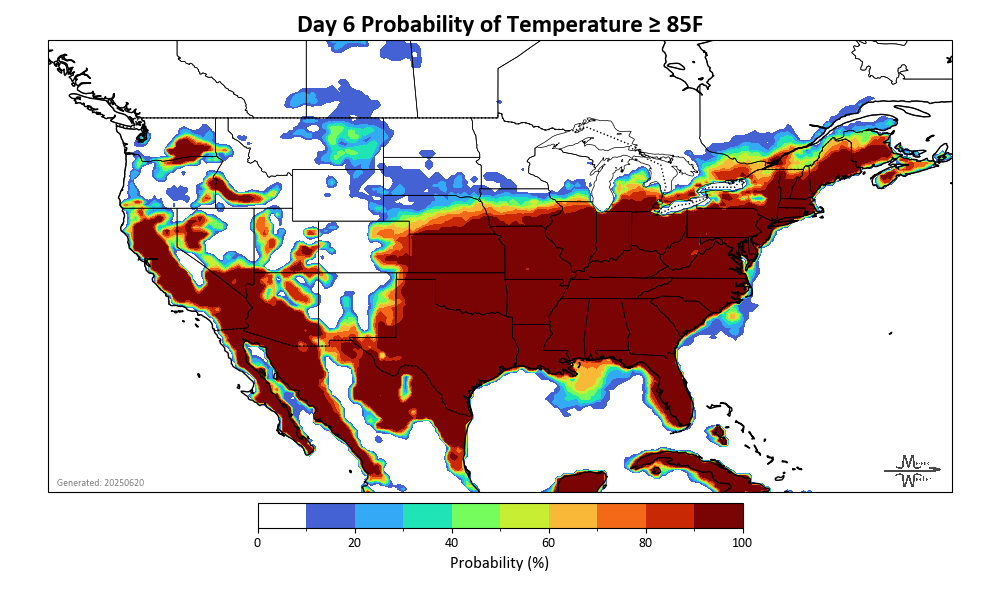 Day 6 Probability of Temperature ≥ 85F
Generated: 20250620
0 20 40 60 80 100
Probability (%)